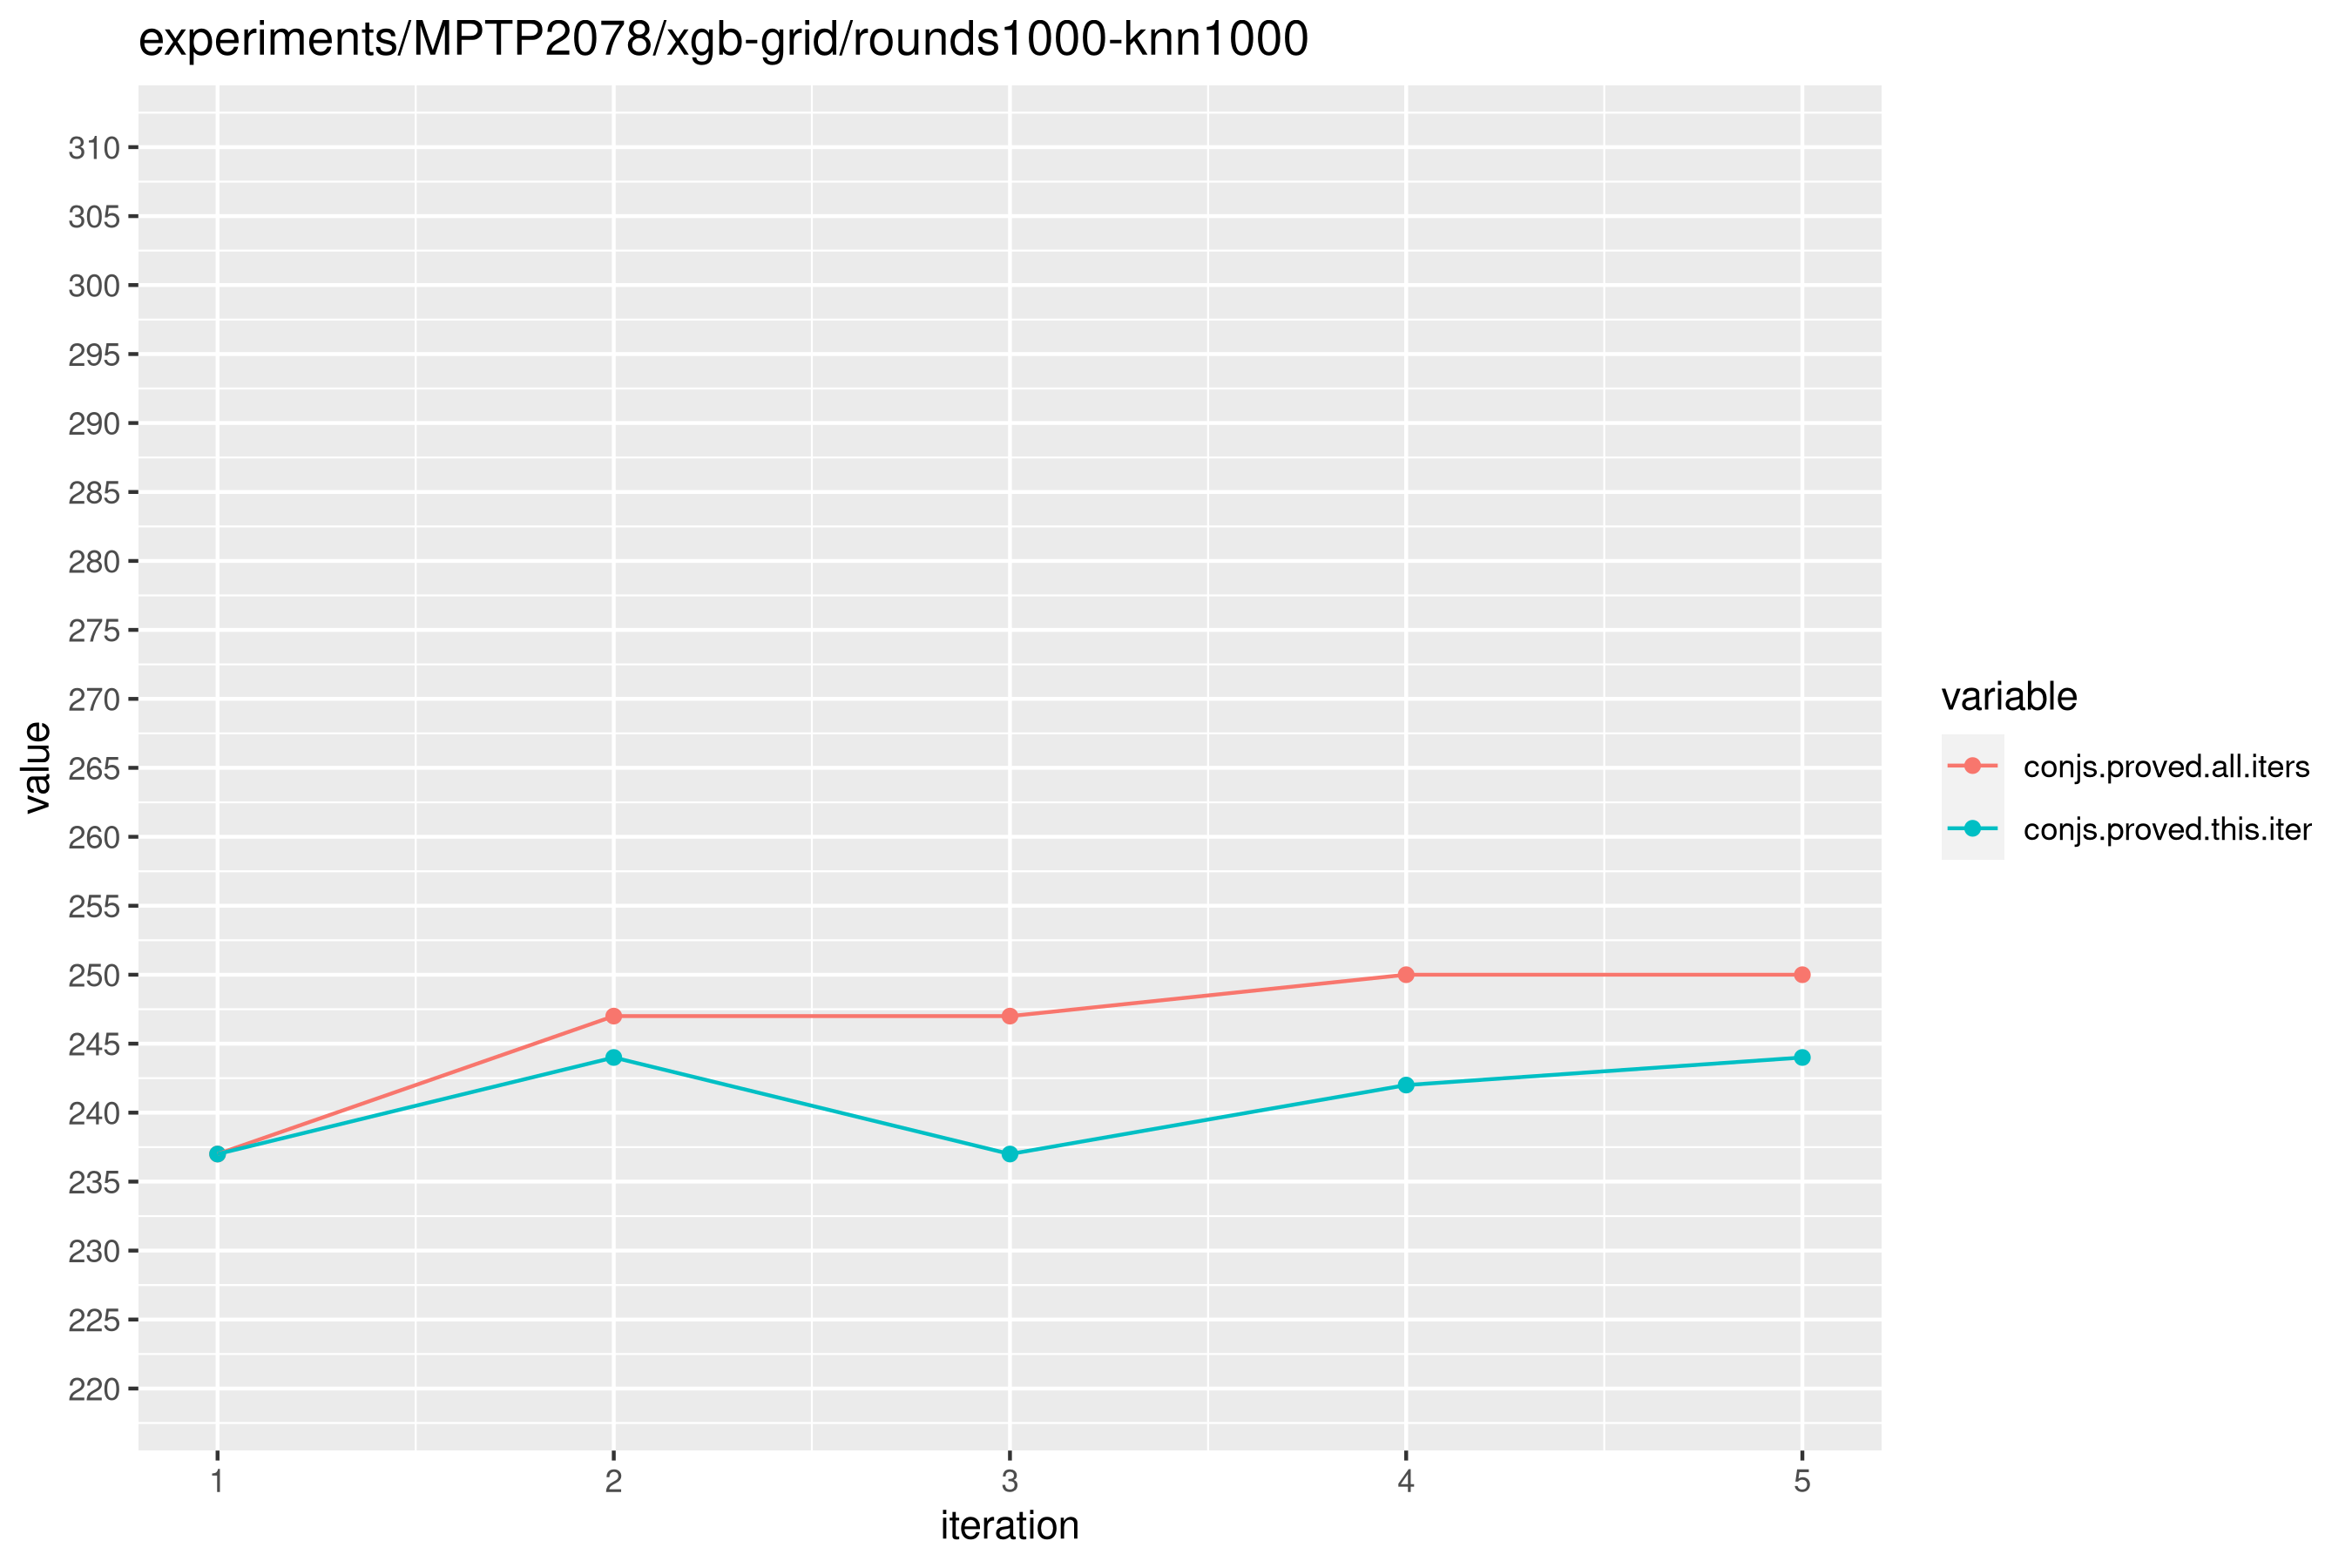 experiments/MPTP2078/xgb-grid/rounds1000-knn1000
310
305
300
295
290
285
280
275
270
265
260
255
250
245
240
235
230
225
220
value
1 2 3 4 5
iteration
variable
conjs.proved.all.iters
conjs.proved.this.iter